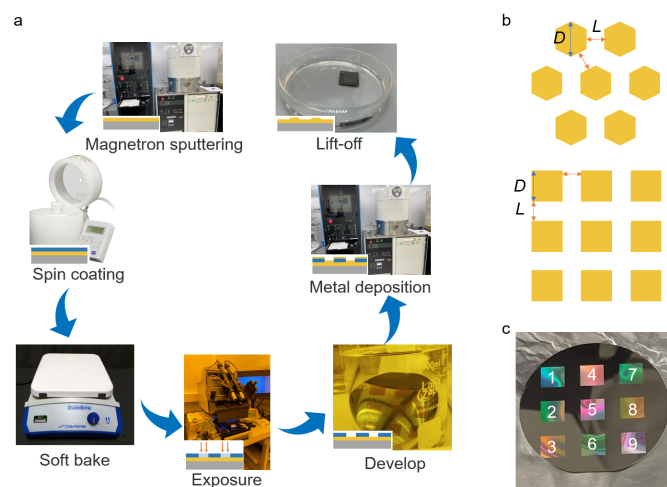 a
Magnetron sputtering
Spin coating
Soft bake
Exposure
Develop
Metal deposition
Lift-off
b
D
L
D
L
c
1 4 7
2 5 8
3 6 9